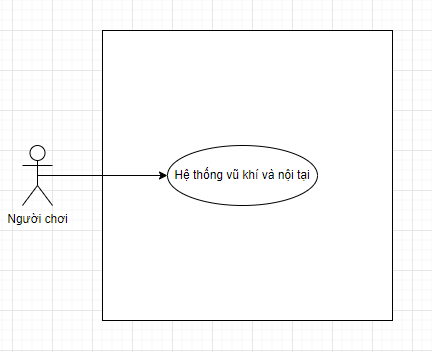 Hệ thống vũ khí và nội tại
Người chơi